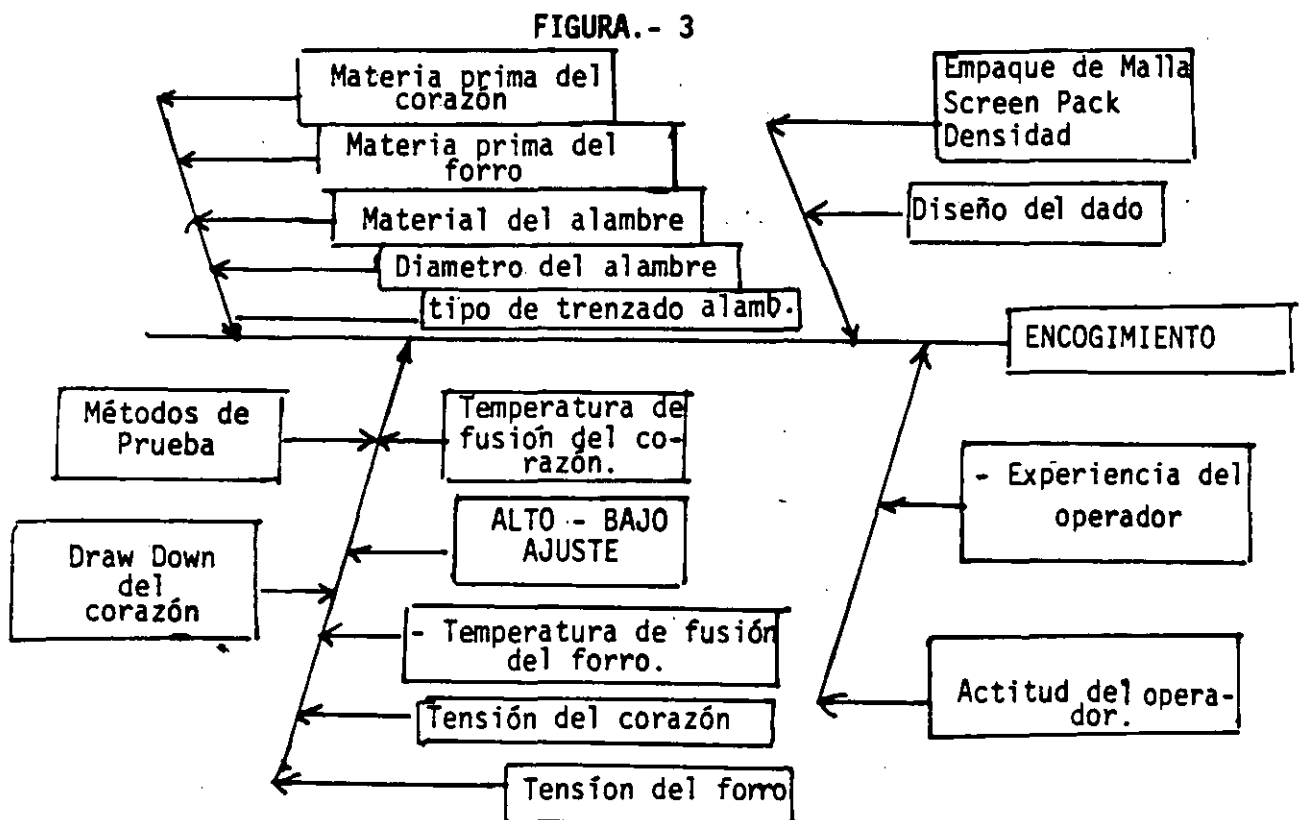 FIGURA.- 3
Materia prima del
corazón
Materia prima del
forro
Material del alambre
Diametro del alambre
tipo de trenzado alamb.
Empaque de Malla
Screen Pack
Densidad
Diseño del dado
ENCOGIMIENTO
Métodos de
Prueba
Draw Down
del
corazón
Temperatura de
fusión del co-
razón.
ALTO - BAJO
AJUSTE
- Temperatura de fusión
del forro.
Tensión del corazón
Tensíon del forro
- Experiencia del
operador
Actitud del opera-
dor.